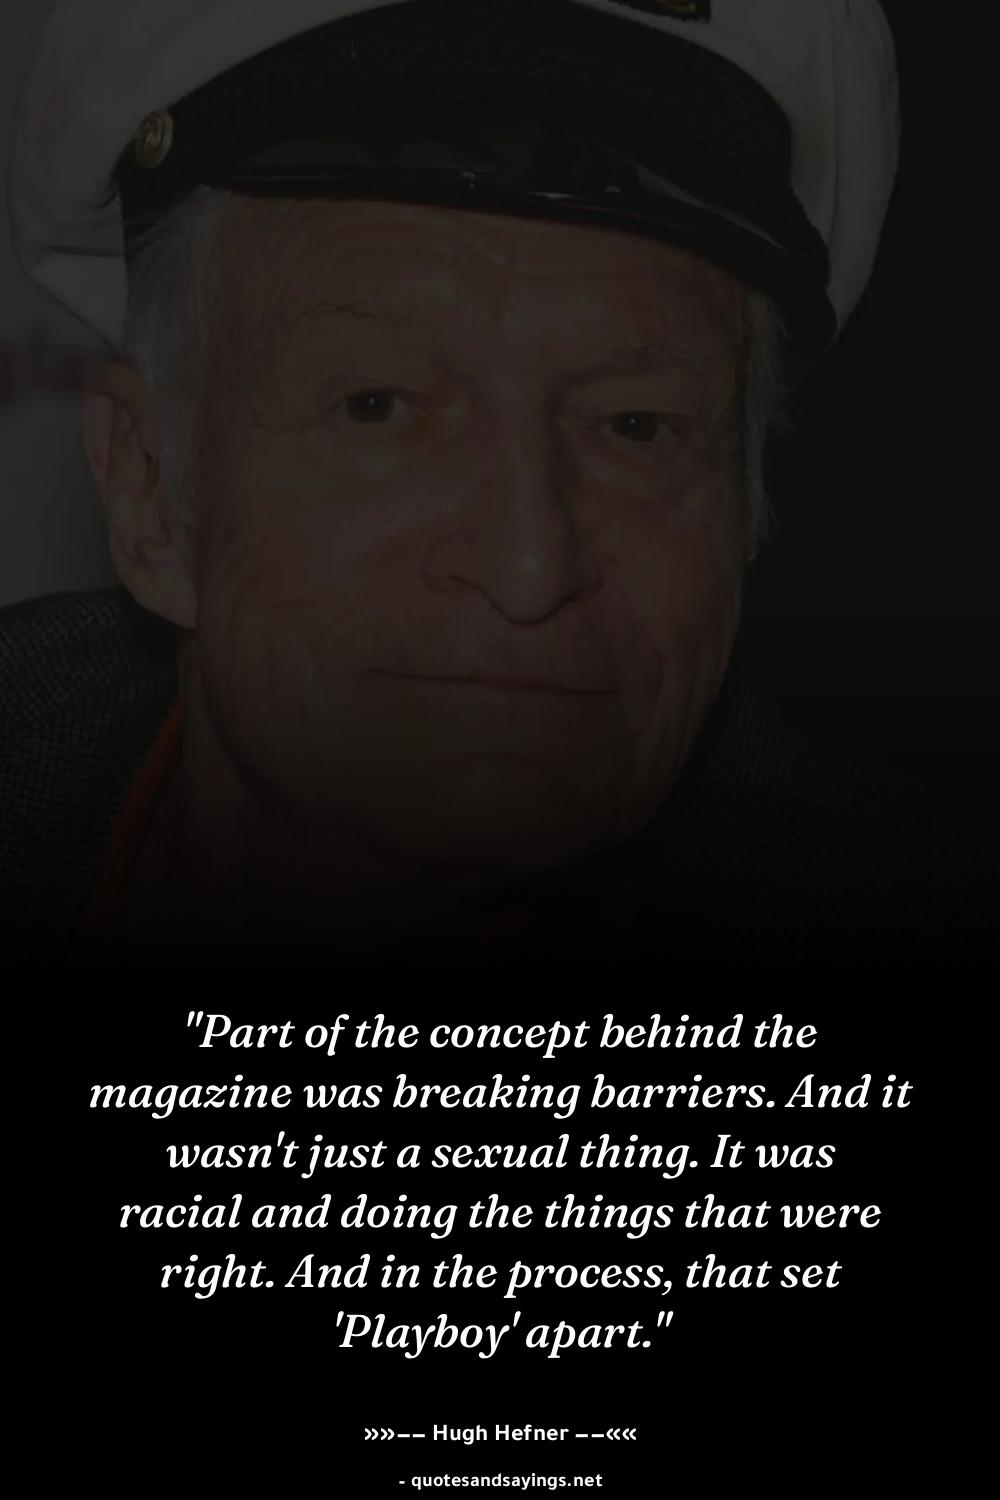 "Part of the concept behind the
magazine was breaking barriers. And it
wasn't just a sexual thing. It was
racial and doing the things that were
right. And in the process, that set
'Playboy' apart."
»»−− Hugh Hefner −−««
- quotesandsayings.net